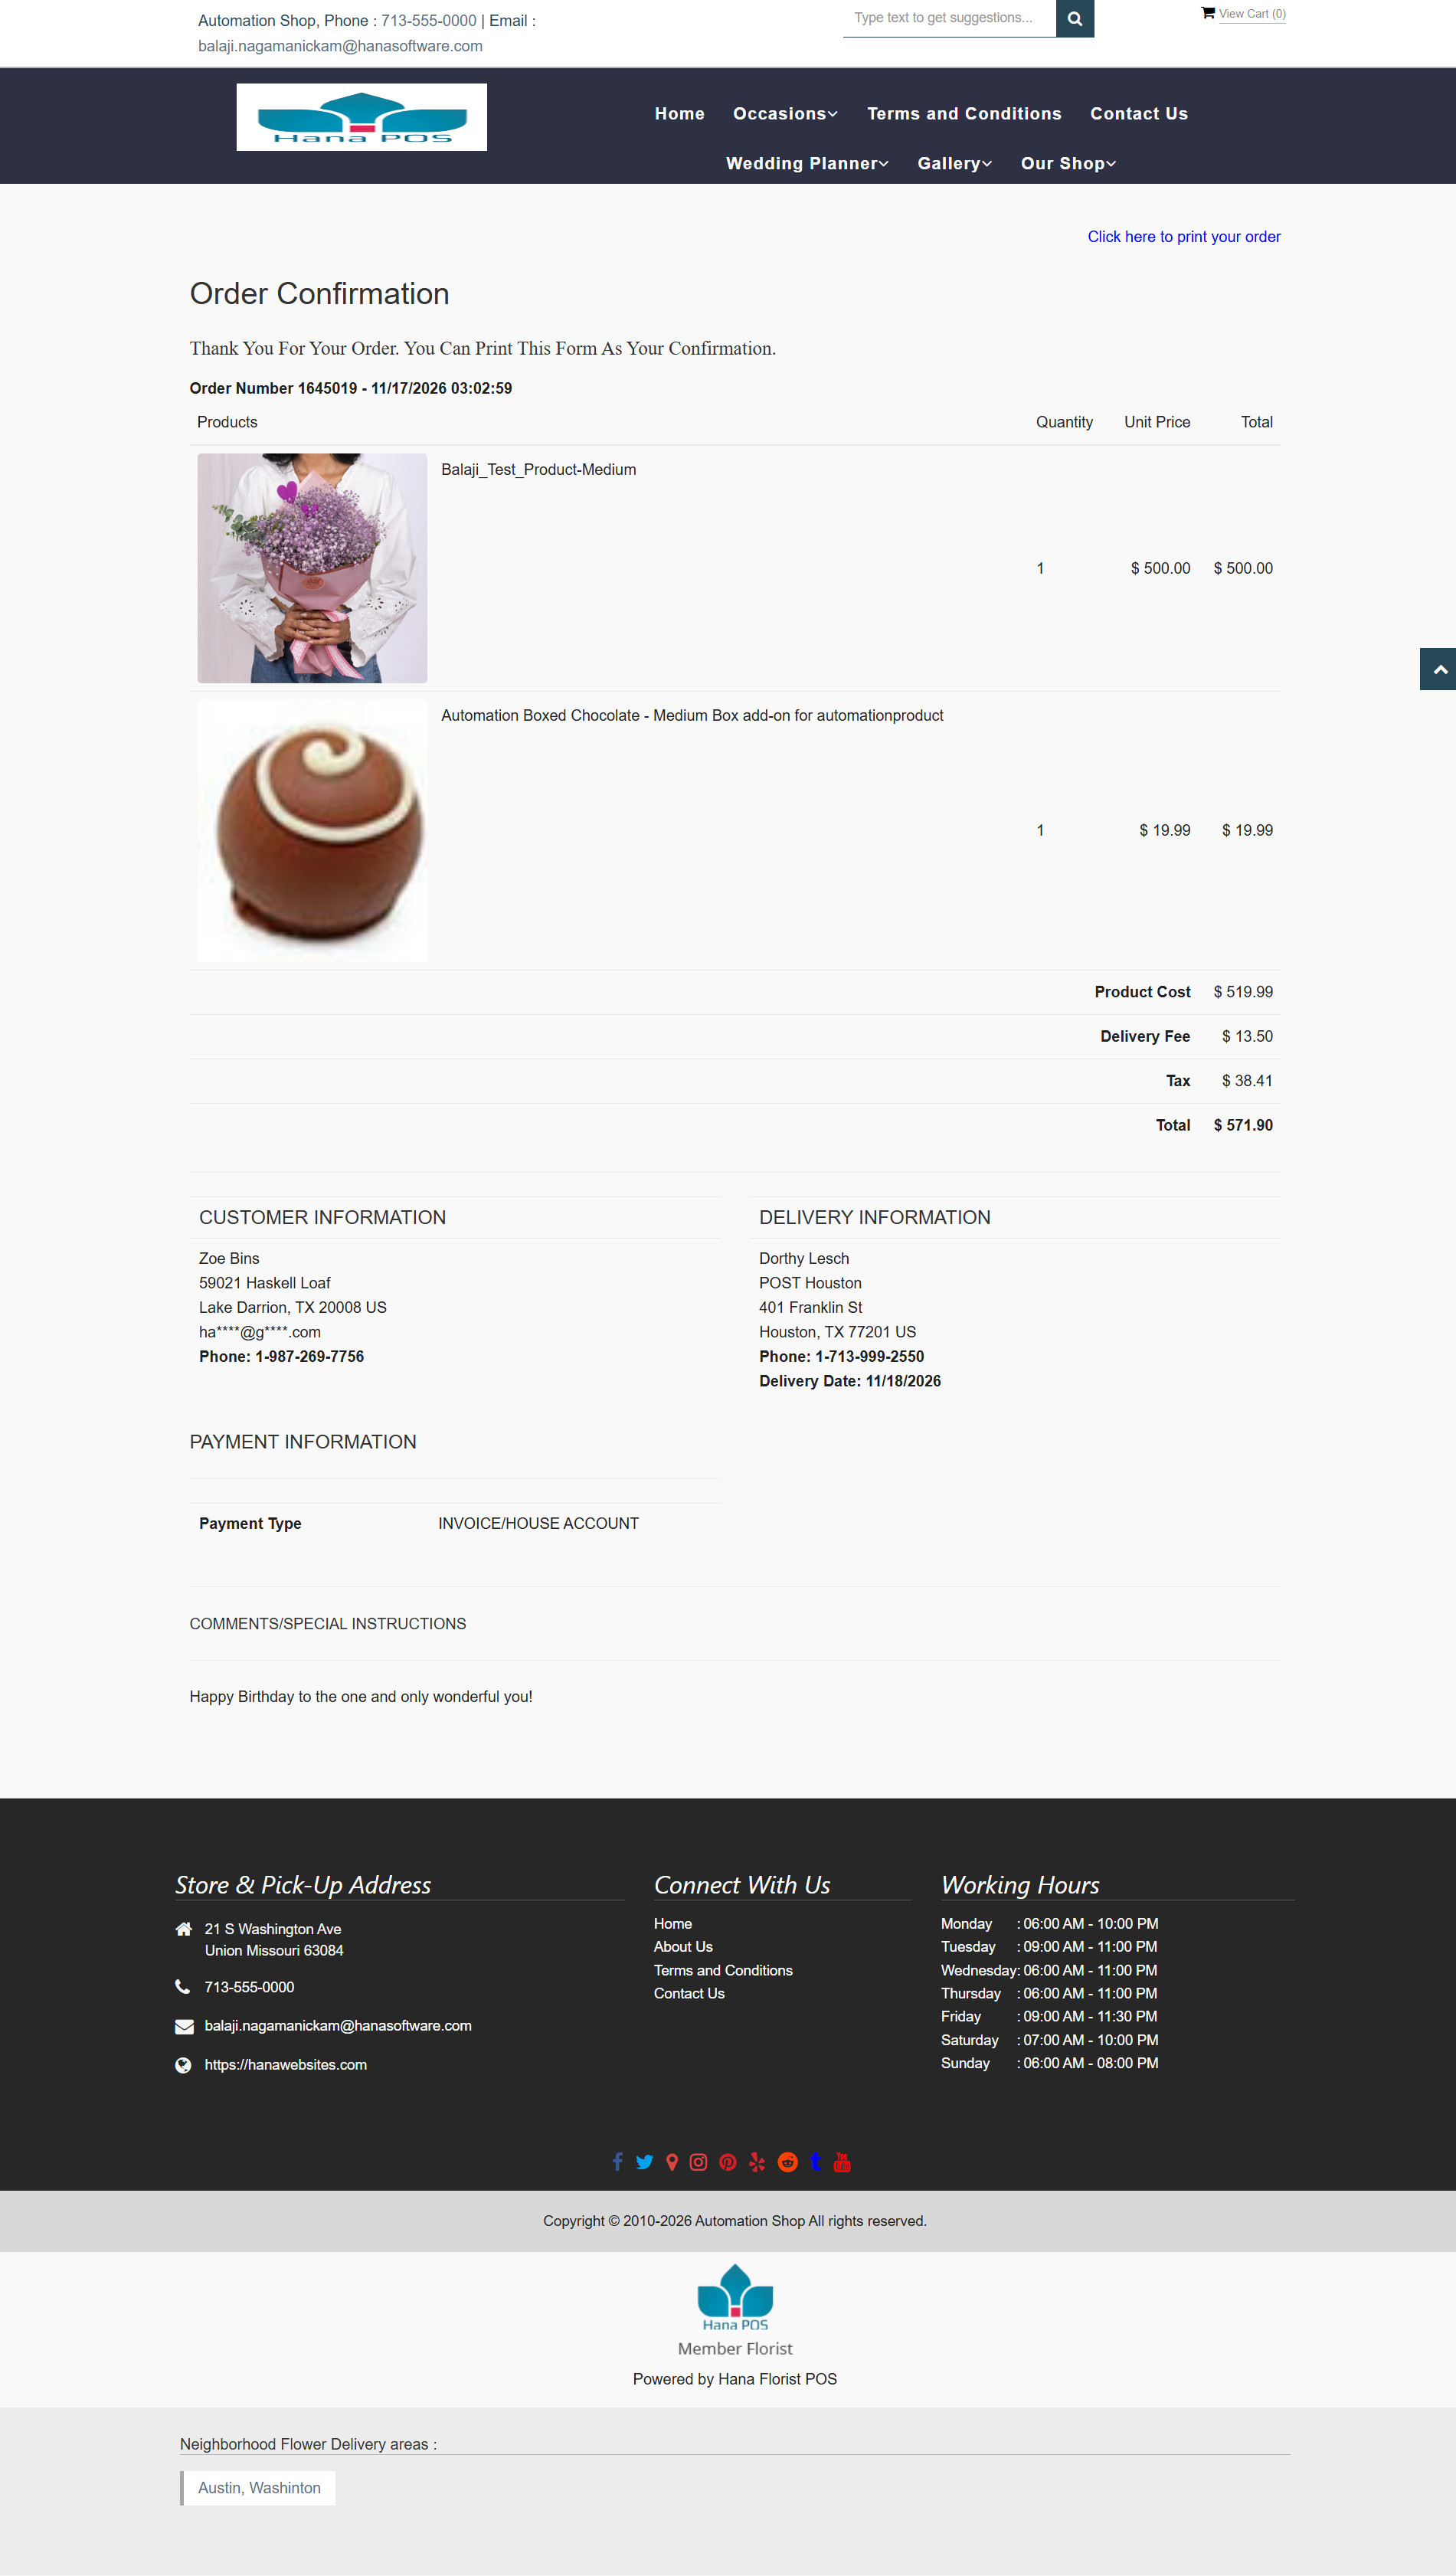 Automation Shop, Phone : 713-555-0000 | Email :
balaji.nagamanickam@hanasoftware.com
Type text to get suggestions...
View Cart (0)
Hana POS
Home Occasions Terms and Conditions Contact Us
Wedding Planner Gallery Our Shop
Click here to print your order
Order Confirmation
Thank You For Your Order. You Can Print This Form As Your Confirmation.
Order Number 1645019 - 11/17/2026 03:02:59
Products Quantity Unit Price Total
Balaji_Test_Product-Medium
1 $ 500.00 $ 500.00
Automation Boxed Chocolate - Medium Box add-on for automationproduct
1 $ 19.99 $ 19.99
Product Cost $ 519.99
Delivery Fee $ 13.50
Tax $ 38.41
Total $ 571.90
CUSTOMER INFORMATION
Zoe Bins
59021 Haskell Loaf
Lake Darrion, TX 20008 US
ha****@g****.com
Phone: 1-987-269-7756
DELIVERY INFORMATION
Dorthy Lesch
POST Houston
401 Franklin St
Houston, TX 77201 US
Phone: 1-713-999-2550
Delivery Date: 11/18/2026
PAYMENT INFORMATION
Payment Type INVOICE/HOUSE ACCOUNT
COMMENTS/SPECIAL INSTRUCTIONS
Happy Birthday to the one and only wonderful you!
Store & Pick-Up Address
21 S Washington Ave
Union Missouri 63084
713-555-0000
balaji.nagamanickam@hanasoftware.com
https://hanawebsites.com
Connect With Us
Home
About Us
Terms and Conditions
Contact Us
Working Hours
Monday : 06:00 AM - 10:00 PM
Tuesday : 09:00 AM - 11:00 PM
Wednesday: 06:00 AM - 11:00 PM
Thursday : 06:00 AM - 11:00 PM
Friday : 09:00 AM - 11:30 PM
Saturday : 07:00 AM - 10:00 PM
Sunday : 06:00 AM - 08:00 PM
Copyright © 2010-2026 Automation Shop All rights reserved.
Hana POS
Member Florist
Powered by Hana Florist POS
Neighborhood Flower Delivery areas :
Austin, Washinton